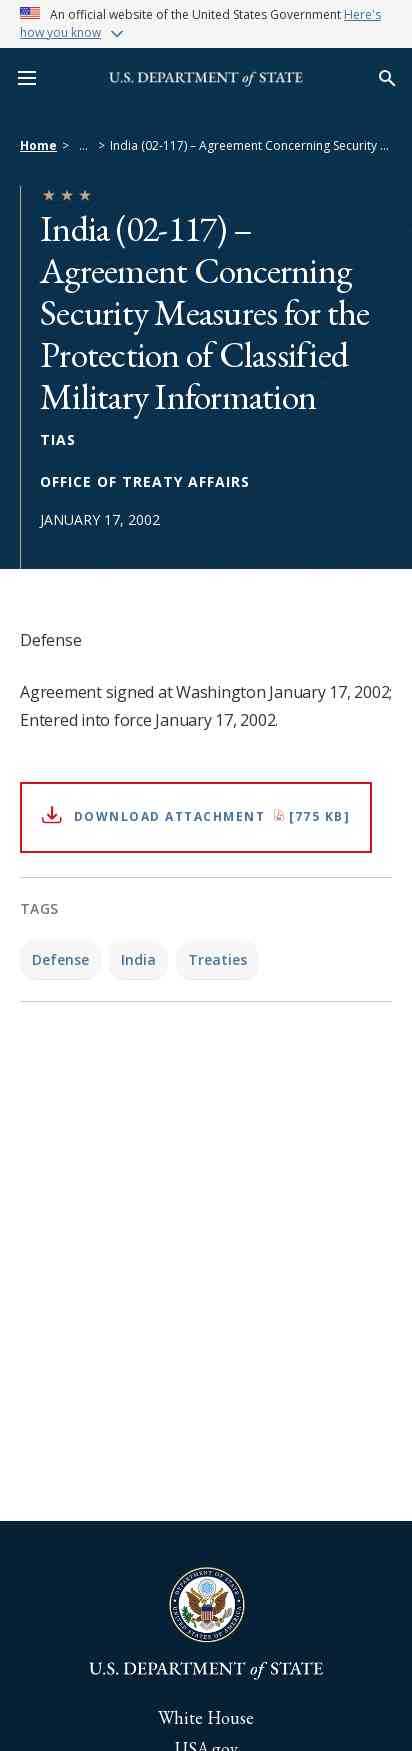 An official website of the United States Government Here's
how you know
U.S. DEPARTMENT of STATE
Home > ... > India (02-117) – Agreement Concerning Security ...
India (02-117) –
Agreement Concerning
Security Measures for the
Protection of Classified
Military Information
TIAS
OFFICE OF TREATY AFFAIRS
JANUARY 17, 2002
Defense
Agreement signed at Washington January 17, 2002;
Entered into force January 17, 2002.
DOWNLOAD ATTACHMENT [775 KB]
TAGS
Defense India Treaties
DEPARTMENT OF STATE
UNITED STATES OF AMERICA
U.S. DEPARTMENT of STATE
White House
USA.gov